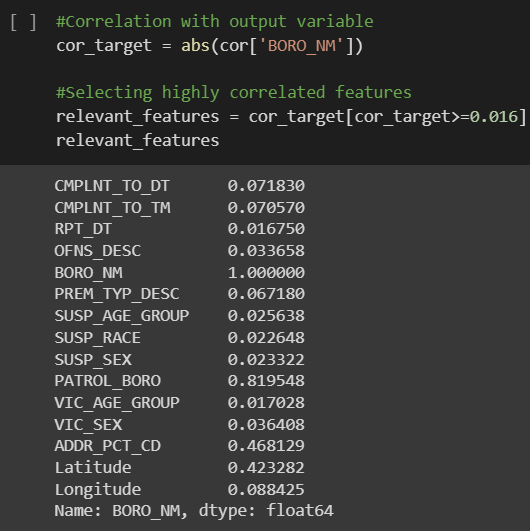 [ ] #Correlation with output variable
cor_target = abs(cor['BORO_NM'])
#Selecting highly correlated features
relevant_features = cor_target[cor_target>=0.016]
relevant_features
CMPLNT_TO_DT 0.071830
CMPLNT_TO_TM 0.070570
RPT_DT 0.016750
OFNS_DESC 0.033658
BORO_NM 1.000000
PREM_TYP_DESC 0.067180
SUSP_AGE_GROUP 0.025638
SUSP_RACE 0.022648
SUSP_SEX 0.023322
PATROL_BORO 0.819548
VIC_AGE_GROUP 0.017028
VIC_SEX 0.036408
ADDR_PCT_CD 0.468129
Latitude 0.423282
Longitude 0.088425
Name: BORO_NM, dtype: float64